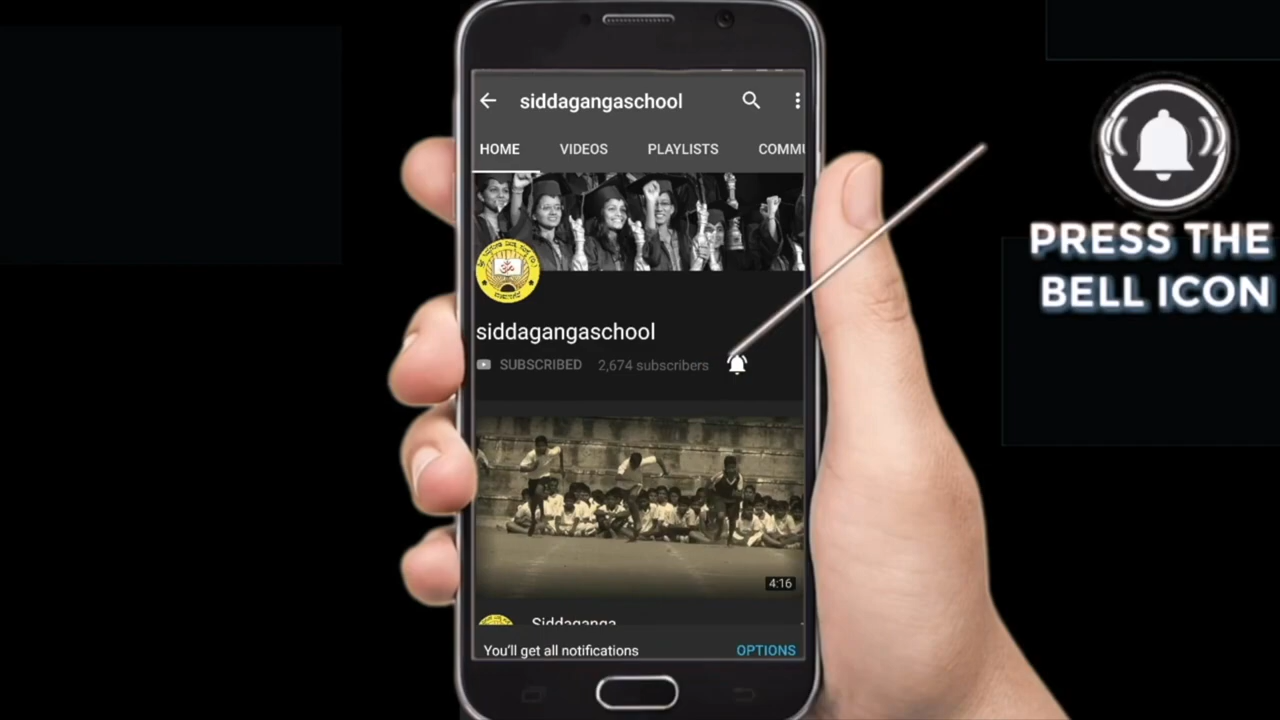 siddagangaschool
HOME VIDEOS PLAYLISTS COMMU
siddagangaschool
SUBSCRIBED 2,674 subscribers
4:16
Siddaganga
You'll get all notifications OPTIONS
PRESS THE
BELL ICON